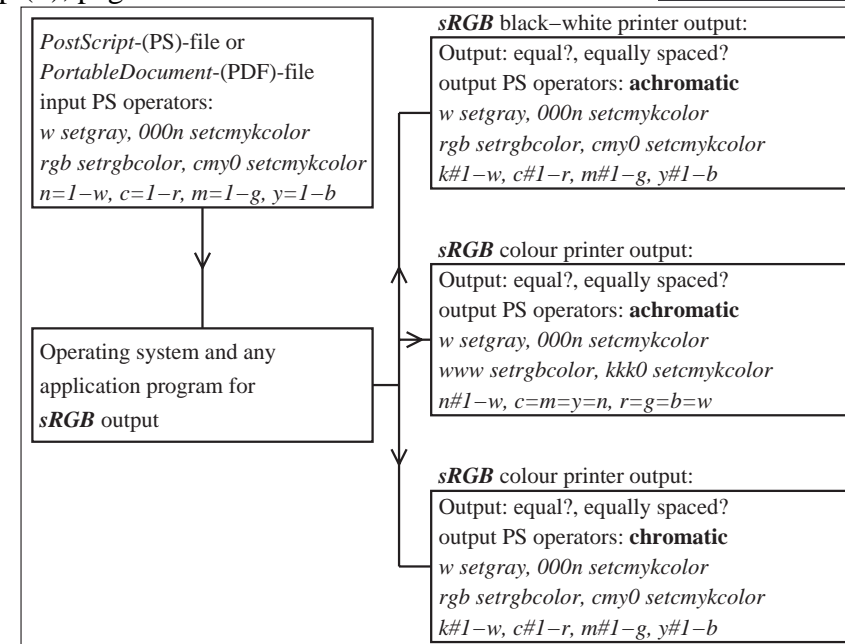 PostScript-(PS)-file or
PortableDocument-(PDF)-file
input PS operators:
w setgray, 000n setcmykcolor
rgb setrgbcolor, cmy0 setcmykcolor
n=1−w, c=1−r, m=1−g, y=1−b
Operating system and any
application program for
sRGB output
sRGB black−white printer output:
Output: equal?, equally spaced?
output PS operators: achromatic
w setgray, 000n setcmykcolor
rgb setrgbcolor, cmy0 setcmykcolor
k#1−w, c#1−r, m#1−g, y#1−b
sRGB colour printer output:
Output: equal?, equally spaced?
output PS operators: achromatic
w setgray, 000n setcmykcolor
www setrgbcolor, kkk0 setcmykcolor
n#1−w, c=m=y=n, r=g=b=w
sRGB colour printer output:
Output: equal?, equally spaced?
output PS operators: chromatic
w setgray, 000n setcmykcolor
rgb setrgbcolor, cmy0 setcmykcolor
k#1−w, c#1−r, m#1−g, y#1−b